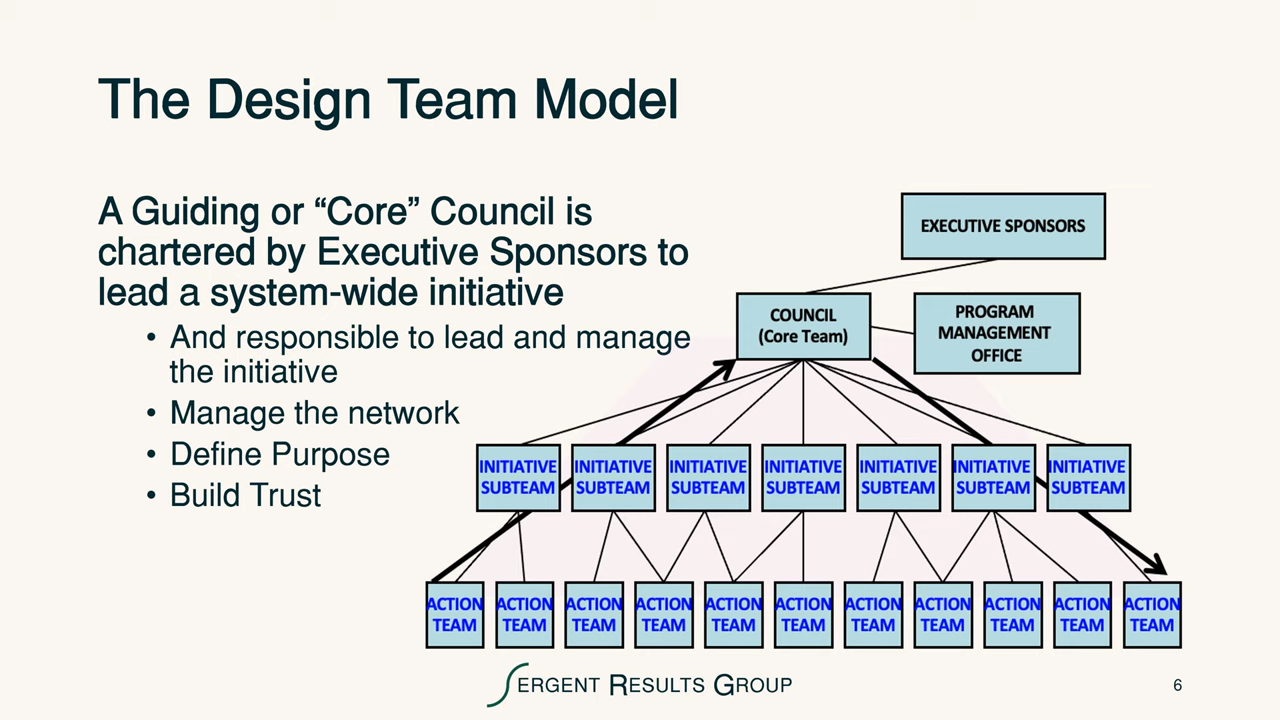 The Design Team Model
A Guiding or “Core” Council is
chartered by Executive Sponsors to
lead a system-wide initiative
• And responsible to lead and manage
the initiative
• Manage the network
• Define Purpose
• Build Trust
EXECUTIVE SPONSORS
COUNCIL
(Core Team)
PROGRAM
MANAGEMENT
OFFICE
INITIATIVE
SUBTEAM
INITIATIVE
SUBTEAM
INITIATIVE
SUBTEAM
INITIATIVE
SUBTEAM
INITIATIVE
SUBTEAM
INITIATIVE
SUBTEAM
INITIATIVE
SUBTEAM
ACTION
TEAM
ACTION
TEAM
ACTION
TEAM
ACTION
TEAM
ACTION
TEAM
ACTION
TEAM
ACTION
TEAM
ACTION
TEAM
ACTION
TEAM
ACTION
TEAM
ACTION
TEAM
SERGENT RESULTS GROUP
6